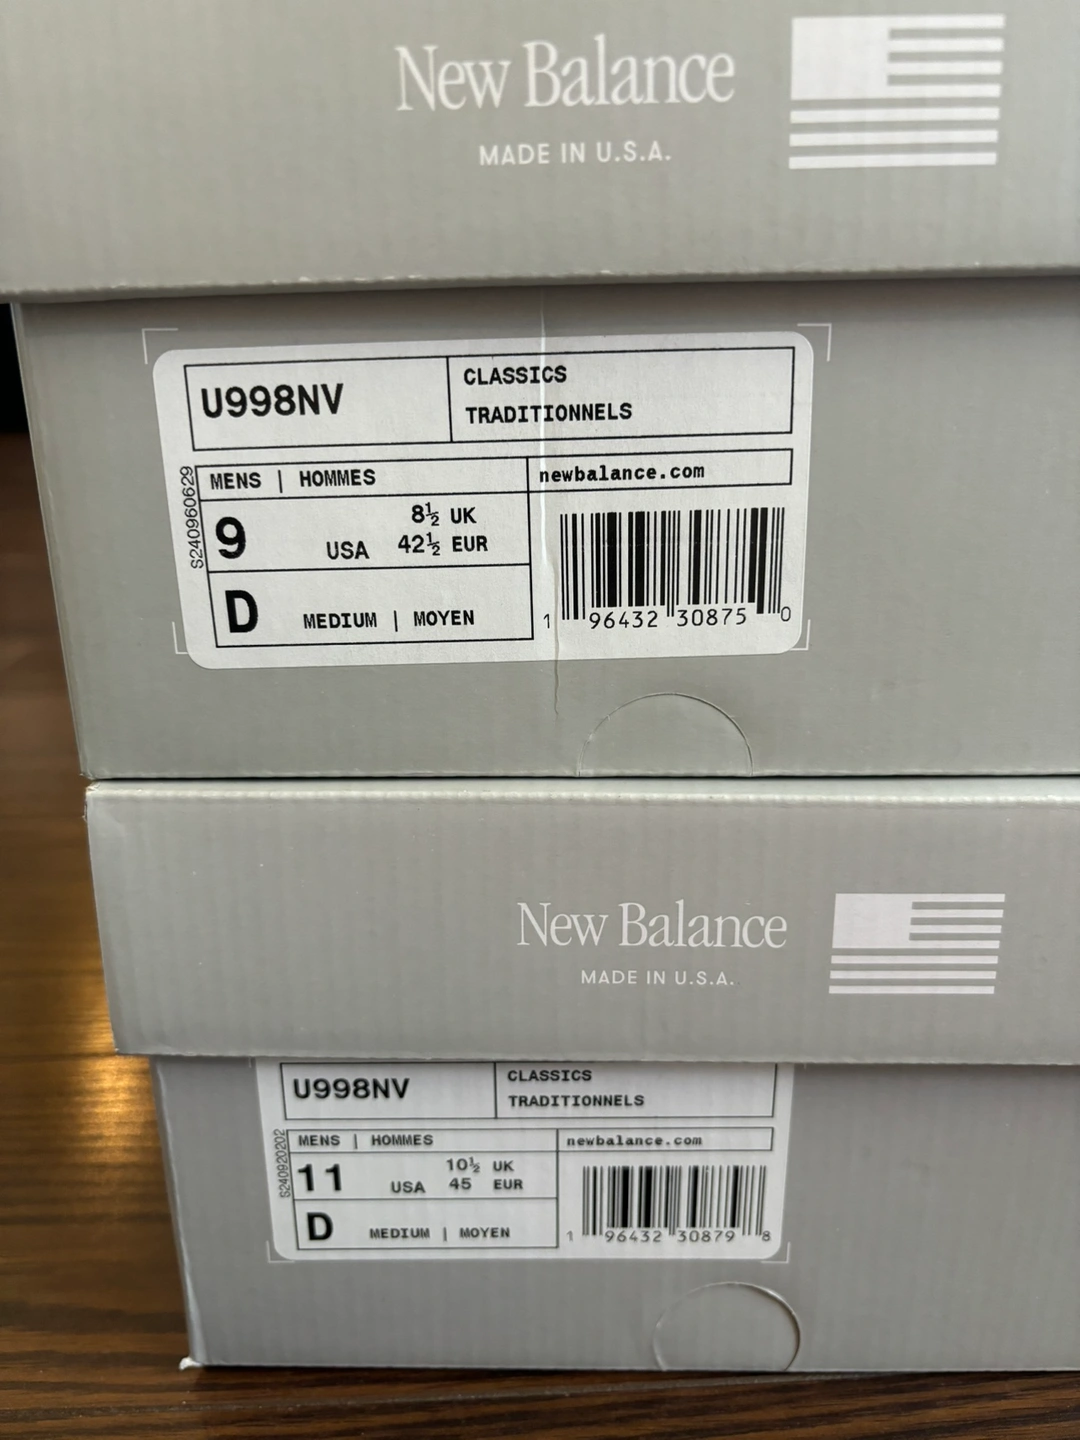 New Balance
MADE IN U.S.A.
U998NV
CLASSICS
TRADITIONNELS
S240960629
MENS | HOMMES
newbalance.com
9 USA 8½ UK
42½ EUR
D MEDIUM | MOYEN
1 96432 30875 0
New Balance
MADE IN U.S.A.
U998NV
CLASSICS
TRADITIONNELS
S240920202
MENS | HOMMES
newbalance.com
11 USA 10½ UK
45 EUR
D MEDIUM | MOYEN
1 96432 30879 8